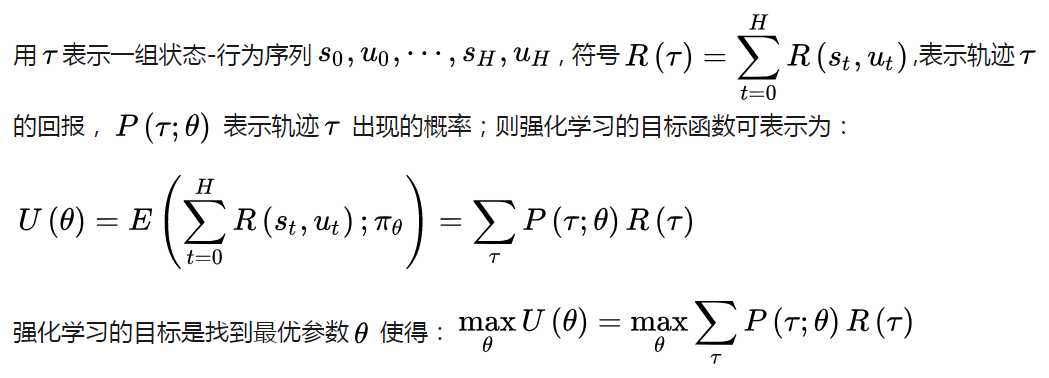 用 τ 表示一组状态-行为序列 s₀, u₀, ⋯, s_H, u_H , 符号 R(τ) = ∑_{t=0}^{H} R(s_t, u_t) ,表示轨迹 τ
的回报， P(τ;θ) 表示轨迹 τ 出现的概率；则强化学习的目标函数可表示为：
U(θ) = E(∑_{t=0}^{H} R(s_t, u_t); π_θ) = ∑_τ P(τ;θ) R(τ)
强化学习的目标是找到最优参数 θ 使得： max_θ U(θ) = max_θ ∑_τ P(τ;θ) R(τ)